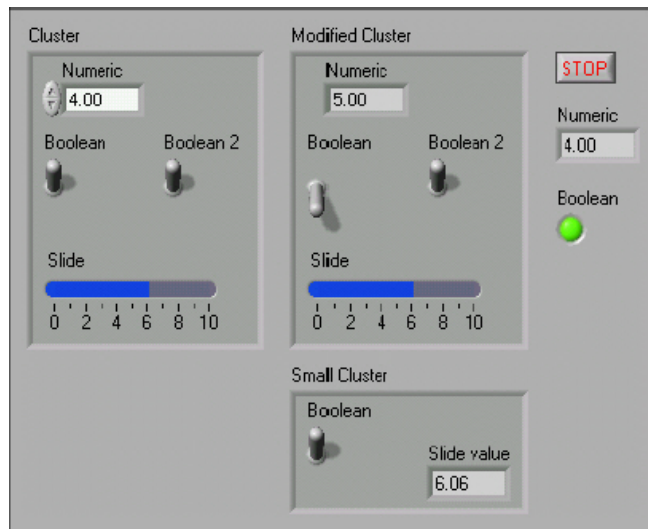 Cluster
Numeric
4.00
Boolean Boolean 2
Slide
0 2 4 6 8 10
Modified Cluster
Numeric
5.00
Boolean Boolean 2
Slide
0 2 4 6 8 10
Small Cluster
Boolean
Slide value
6.06
STOP
Numeric
4.00
Boolean